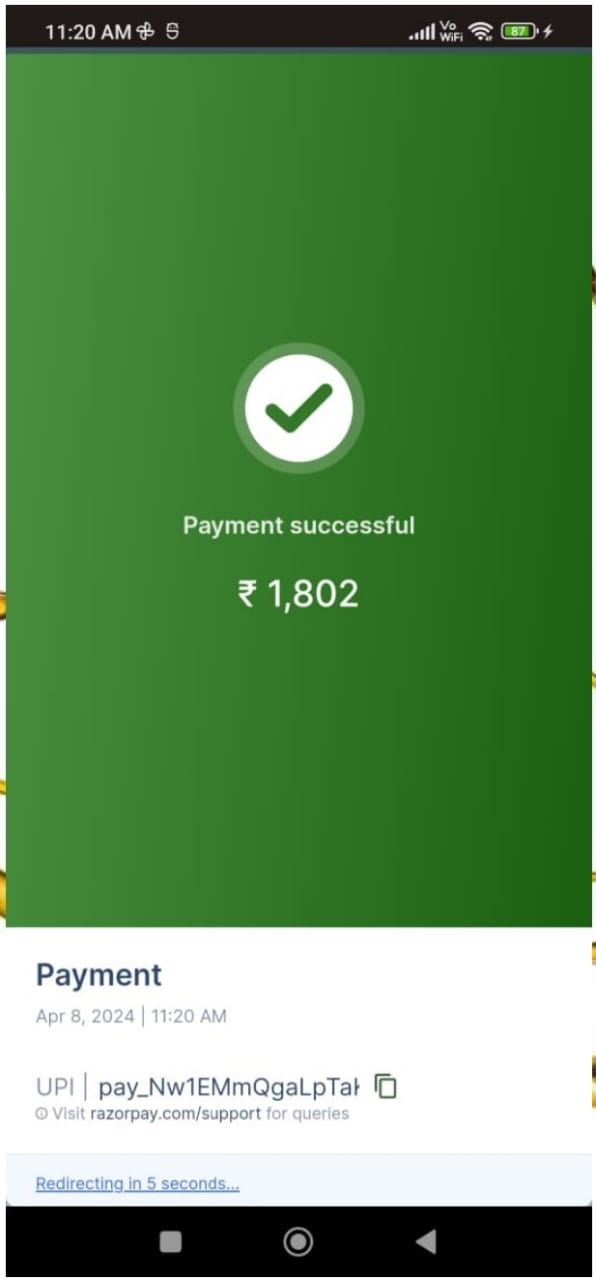 11:20 AM
Vo
WiFi
87
Payment successful
₹ 1,802
Payment
Apr 8, 2024 | 11:20 AM
UPI | pay_Nw1EMmQgaLpTa
Visit razorpay.com/support for queries
Redirecting in 5 seconds...